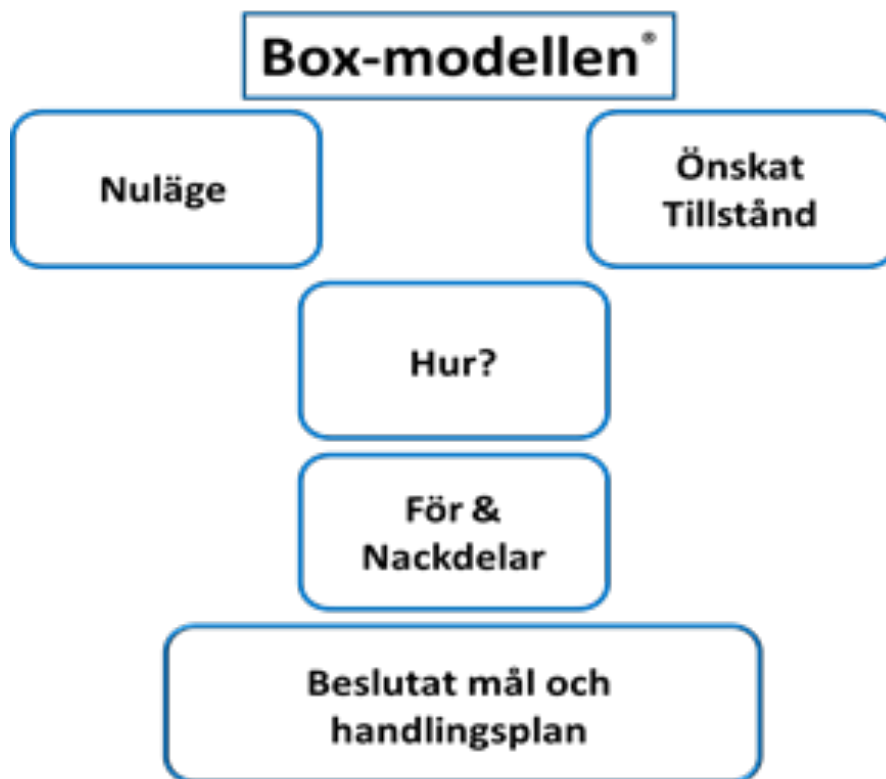 Box-modellen®
Nuläge
Önskat
Tillstånd
Hur?
För &
Nackdelar
Beslutat mål och
handlingsplan